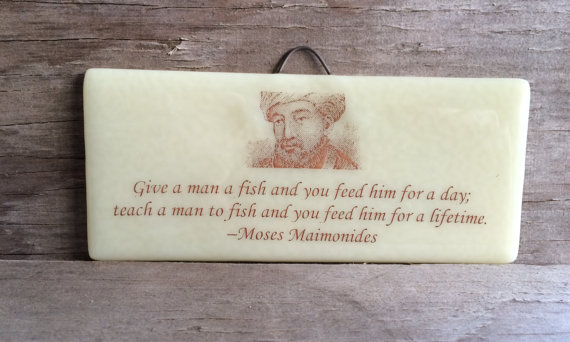 Give a man a fish and you feed him for a day;
teach a man to fish and you feed him for a lifetime.
–Moses Maimonides